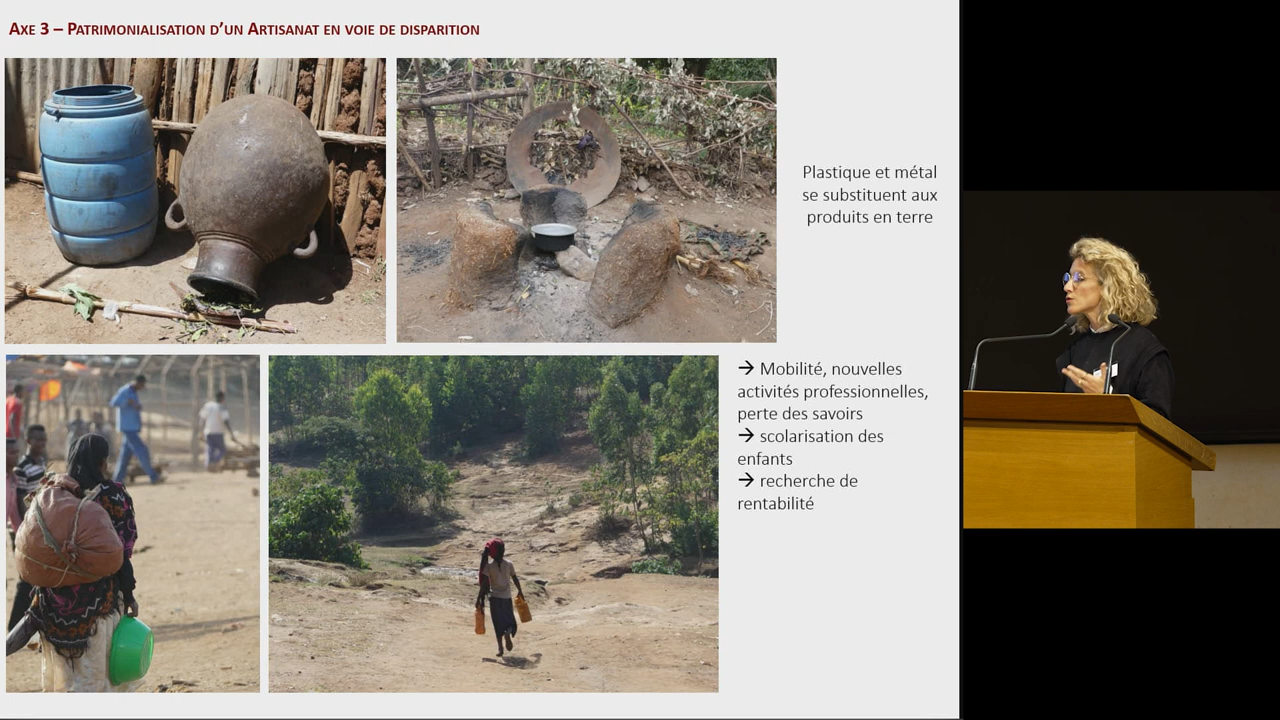 Axe 3 – Patrimonialisation d’un Artisanat en voie de disparition
Plastique et métal
se substituent aux
produits en terre
→ Mobilité, nouvelles
activités professionnelles,
perte des savoirs
→ scolarisation des
enfants
→ recherche de
rentabilité